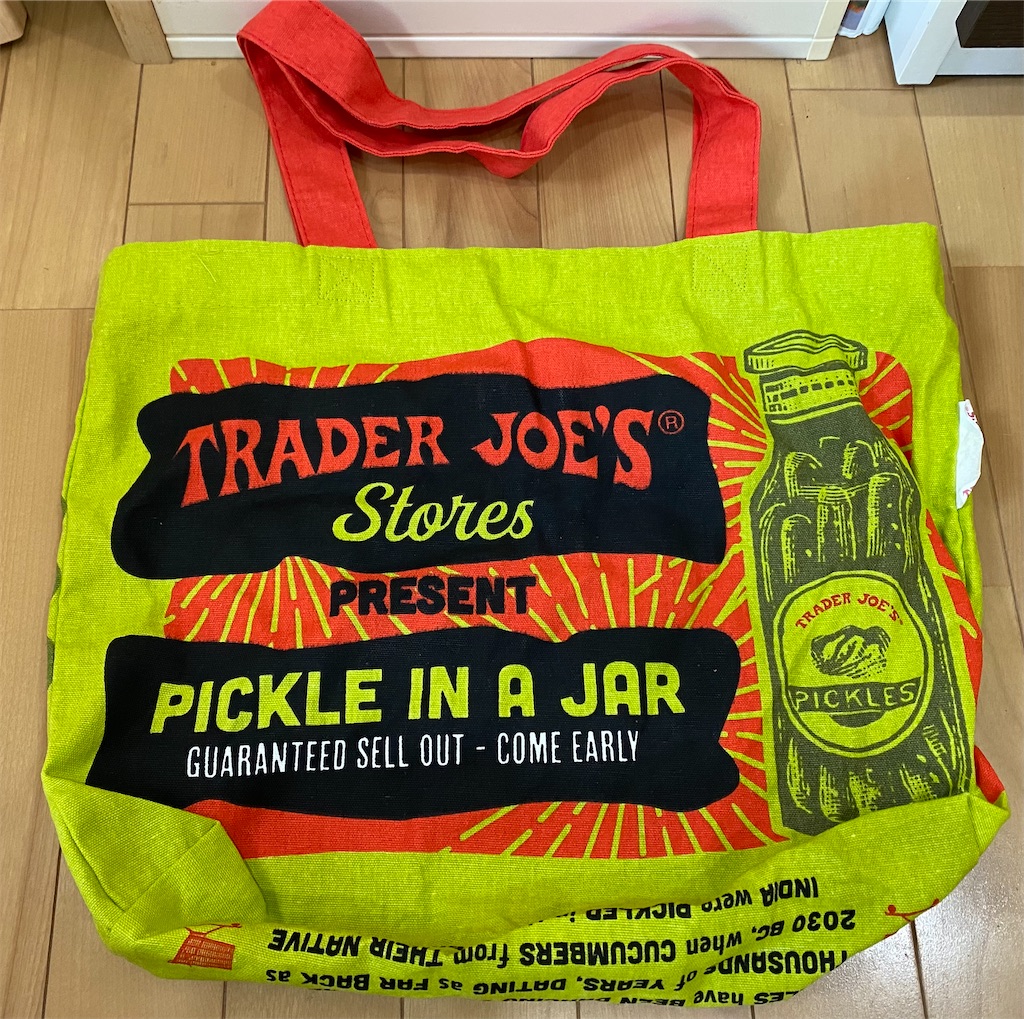 TRADER JOE'S®
Stores
PRESENT
PICKLE IN A JAR
GUARANTEED SELL OUT - COME EARLY
TRADER JOE'S
PICKLES
have BEEN
THOUSANDS of YEARS, DATING as FAR BACK as
2030 BC, when CUCUMBERS from THEIR NATIVE
INDIA were PICKLED in